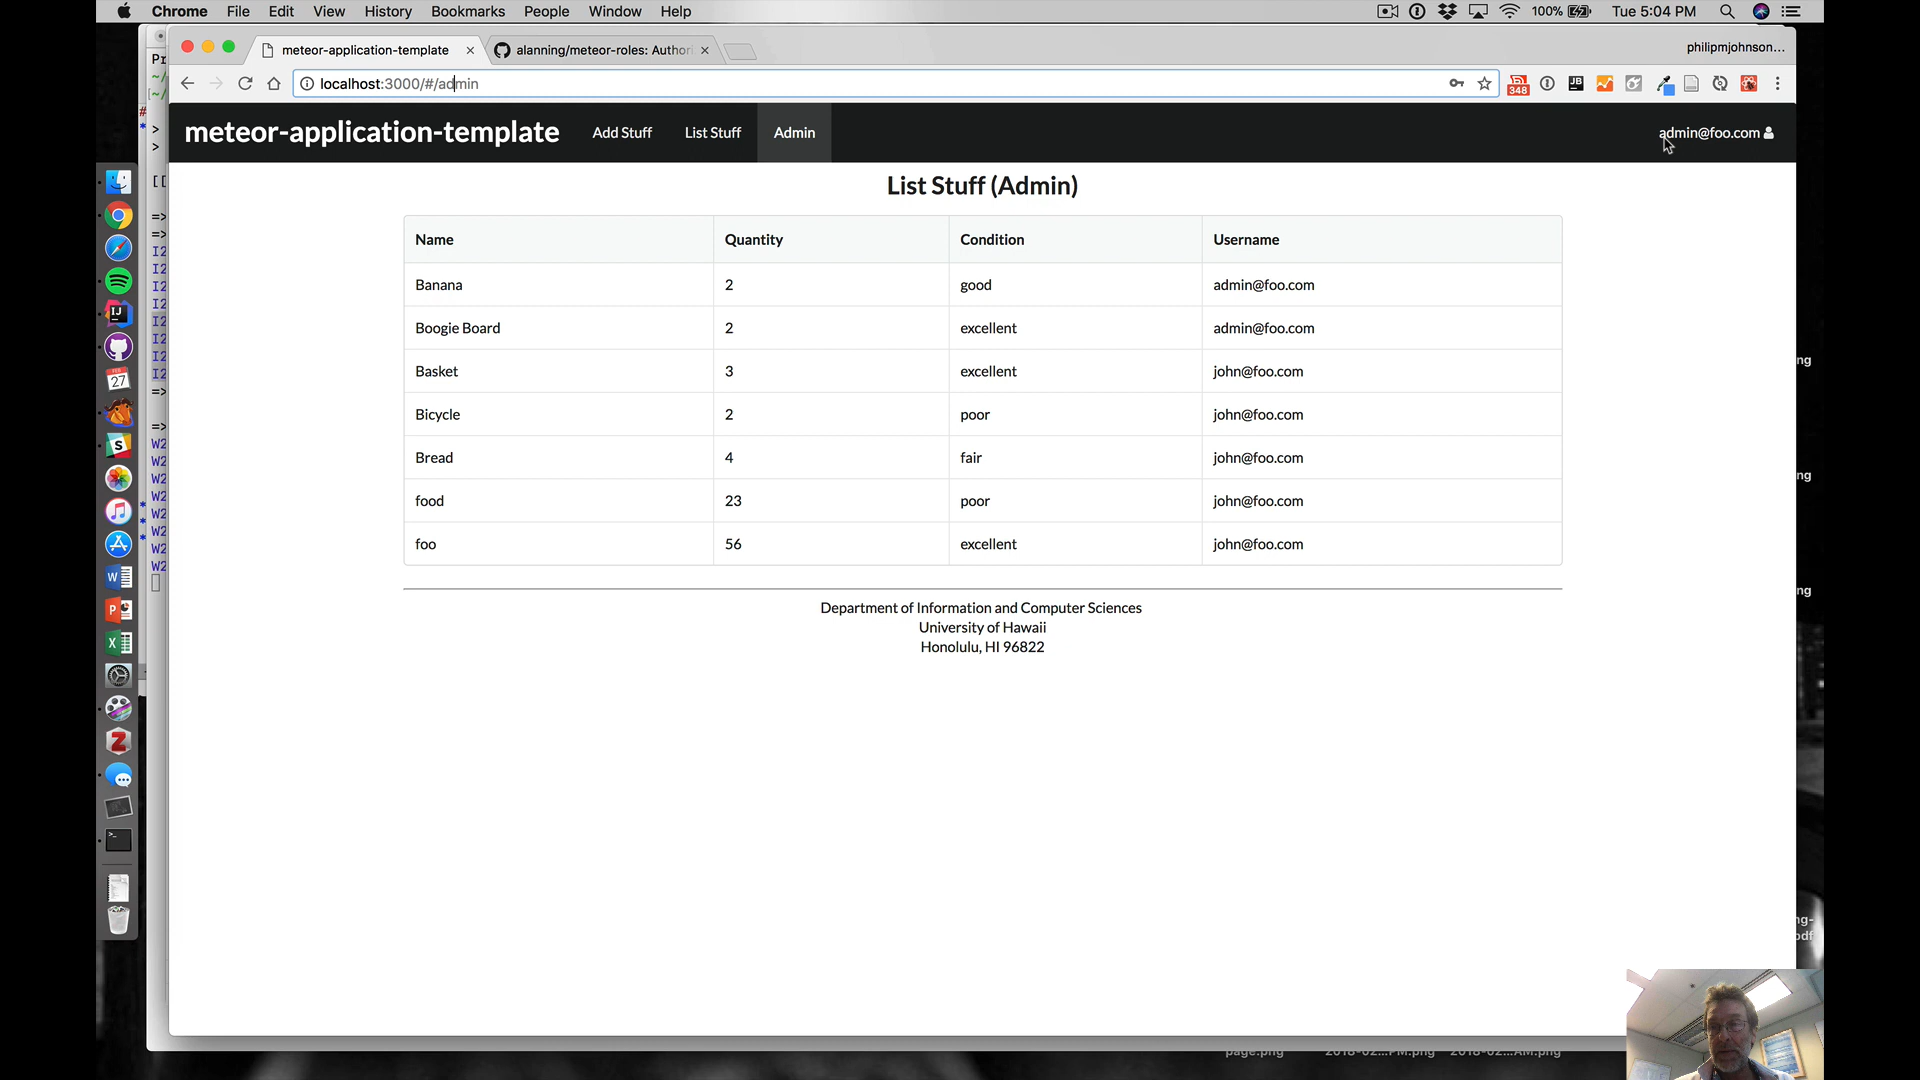 Chrome File Edit View History Bookmarks People Window Help 100% Tue 5:04 PM
meteor-application-template alanning/meteor-roles: Authori philipmjohnson...
localhost:3000/#/admin 348
meteor-application-template Add Stuff List Stuff Admin admin@foo.com
List Stuff (Admin)
Name Quantity Condition Username
Banana 2 good admin@foo.com
Boogie Board 2 excellent admin@foo.com
Basket 3 excellent john@foo.com
Bicycle 2 poor john@foo.com
Bread 4 fair john@foo.com
food 23 poor john@foo.com
foo 56 excellent john@foo.com
Department of Information and Computer Sciences
University of Hawaii
Honolulu, HI 96822